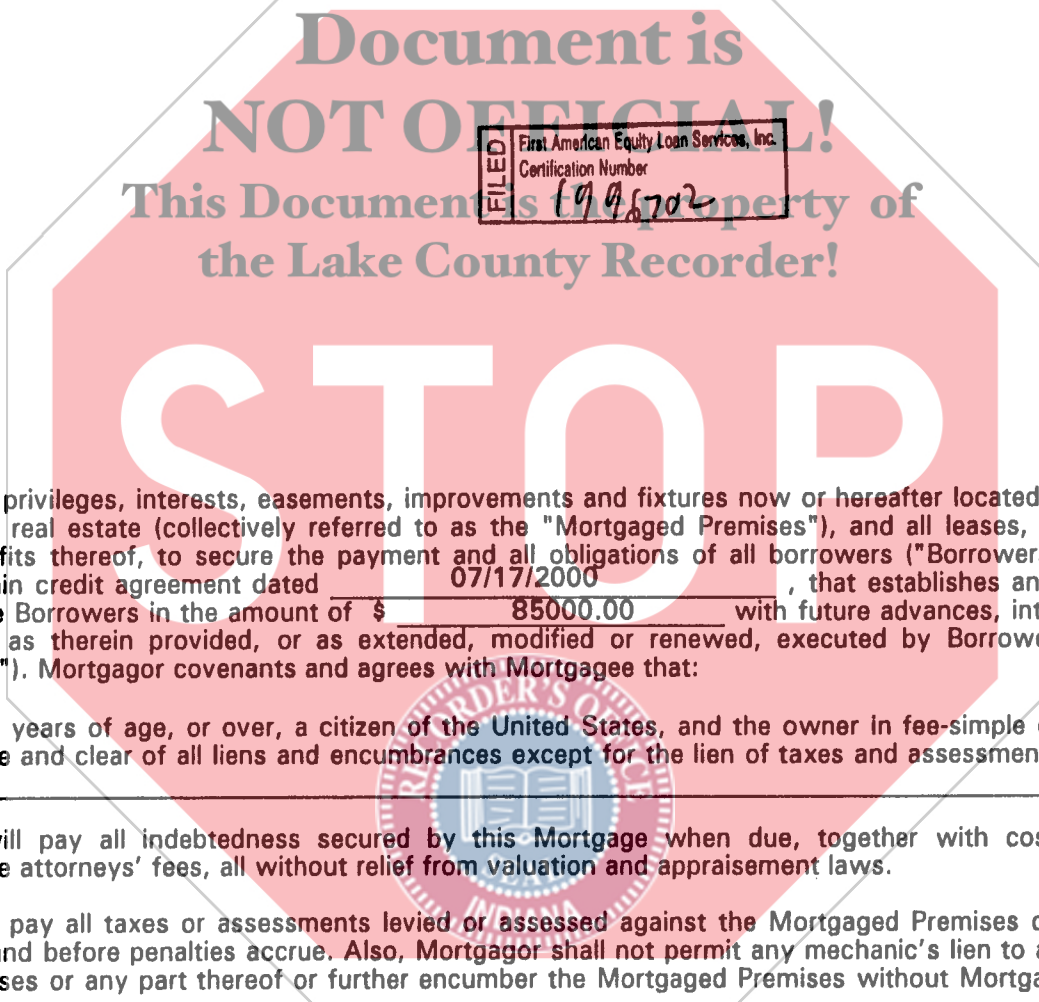 Document is
NOT OFFICIAL!
FILED
First American Equity Loan Services, Inc.
Certification Number
1996702
This Document is the property of
the Lake County Recorder!
STOP
privileges, interests, easements, improvements and fixtures now or hereafter located
real estate (collectively referred to as the "Mortgaged Premises"), and all leases,
fits thereof, to secure the payment and all obligations of all borrowers ("Borrower
in credit agreement dated 07/17/2000, that establishes an
e Borrowers in the amount of $ 85000.00 with future advances, int
as therein provided, or as extended, modified or renewed, executed by Borrowe
"). Mortgagor covenants and agrees with Mortgagee that:
years of age, or over, a citizen of the United States, and the owner in fee-simple
e and clear of all liens and encumbrances except for the lien of taxes and assessmen
ill pay all indebtedness secured by this Mortgage when due, together with cos
e attorneys' fees, all without relief from valuation and appraisement laws.
pay all taxes or assessments levied or assessed against the Mortgaged Premises
nd before penalties accrue. Also, Mortgagor shall not permit any mechanic's lien to a
ses or any part thereof or further encumber the Mortgaged Premises without Mortga
RECORDER'S OFFICE
SEAL
INDIANA